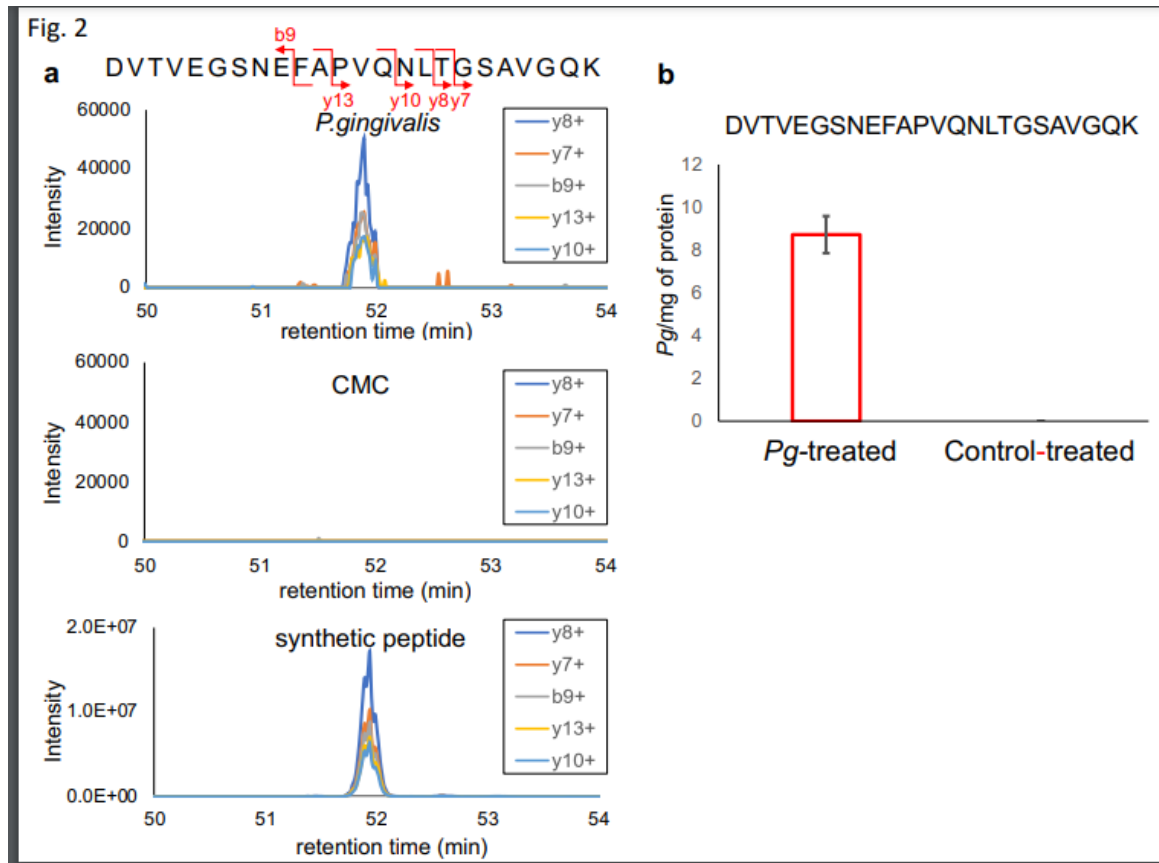 Fig. 2
a
b9
DVTVEGSNEFAPVQNLTGSAVGQK
y13
y10
y8
y7
P.gingivalis
60000
40000
20000
0
Intensity
50
51
52
53
54
retention time (min)
y8+
y7+
b9+
y13+
y10+
CMC
60000
40000
20000
0
Intensity
50
51
52
53
54
retention time (min)
y8+
y7+
b9+
y13+
y10+
synthetic peptide
2.0E+07
1.0E+07
0.0E+00
Intensity
50
51
52
53
54
retention time (min)
y8+
y7+
b9+
y13+
y10+
b
DVTVEGSNEFAPVQNLTGSAVGQK
12
10
8
6
4
2
0
Pg/mg of protein
Pg-treated
Control-treated